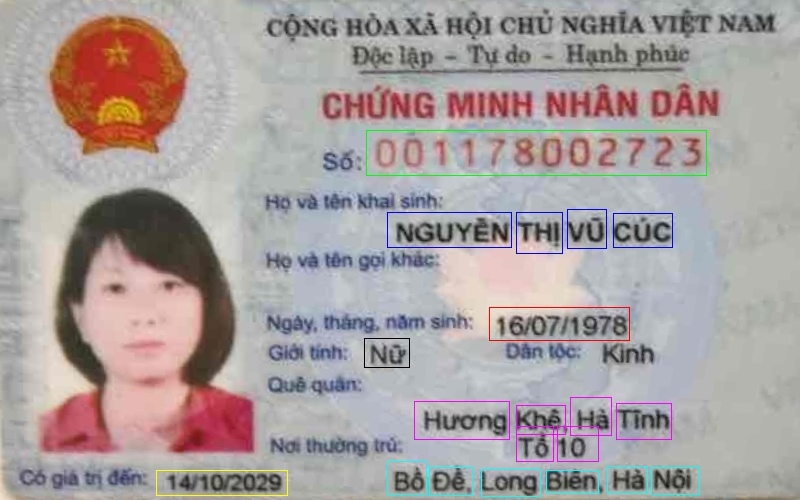 CỘNG HÒA XÃ HỘI CHỦ NGHĨA VIỆT NAM
Độc lập - Tự do - Hạnh phúc
CHỨNG MINH NHÂN DÂN
Số: 001178002723
Họ và tên khai sinh:
NGUYỄN THỊ VŨ CÚC
Họ và tên gọi khác:
Ngày, tháng, năm sinh: 16/07/1978
Giới tính: Nữ Dân tộc: Kinh
Quê quán:
Hương Khê, Hà Tĩnh
Nơi thường trú: Tổ 10
Có giá trị đến: 14/10/2029 Bồ Đề, Long Biên, Hà Nội